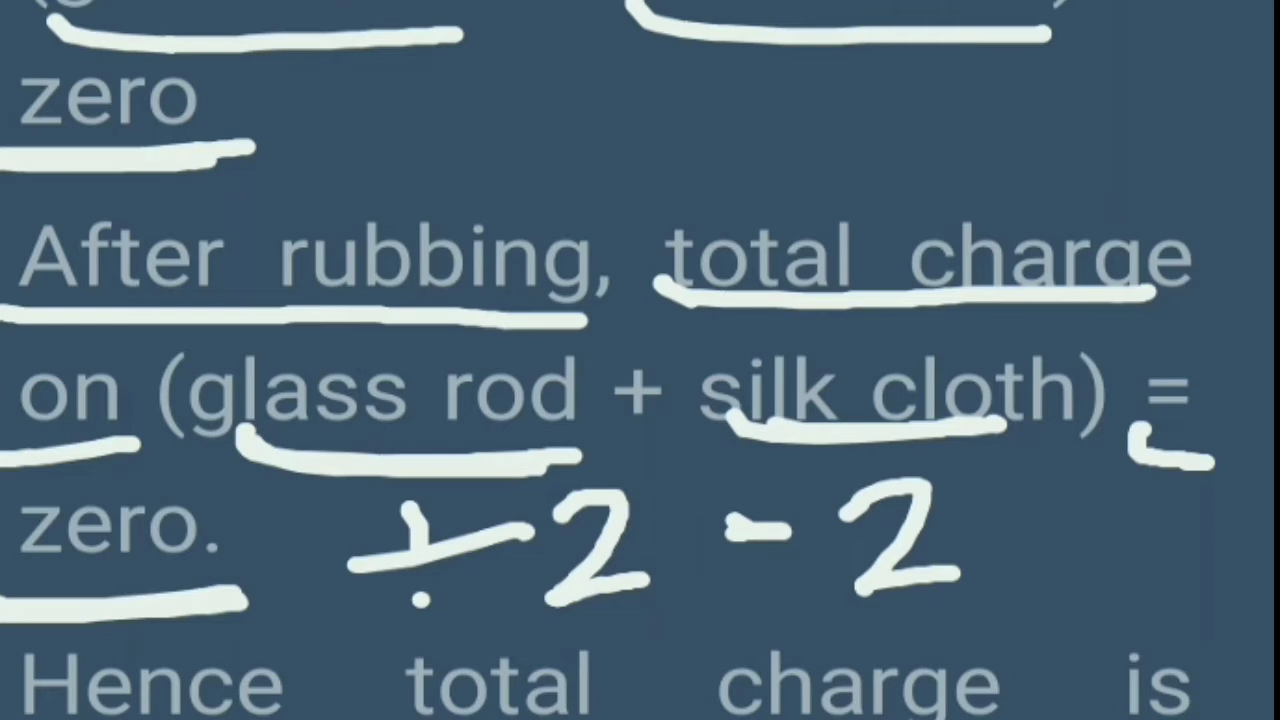 zero
After rubbing, total charge
on (glass rod + silk cloth) =
zero. +2 - 2
Hence total charge is